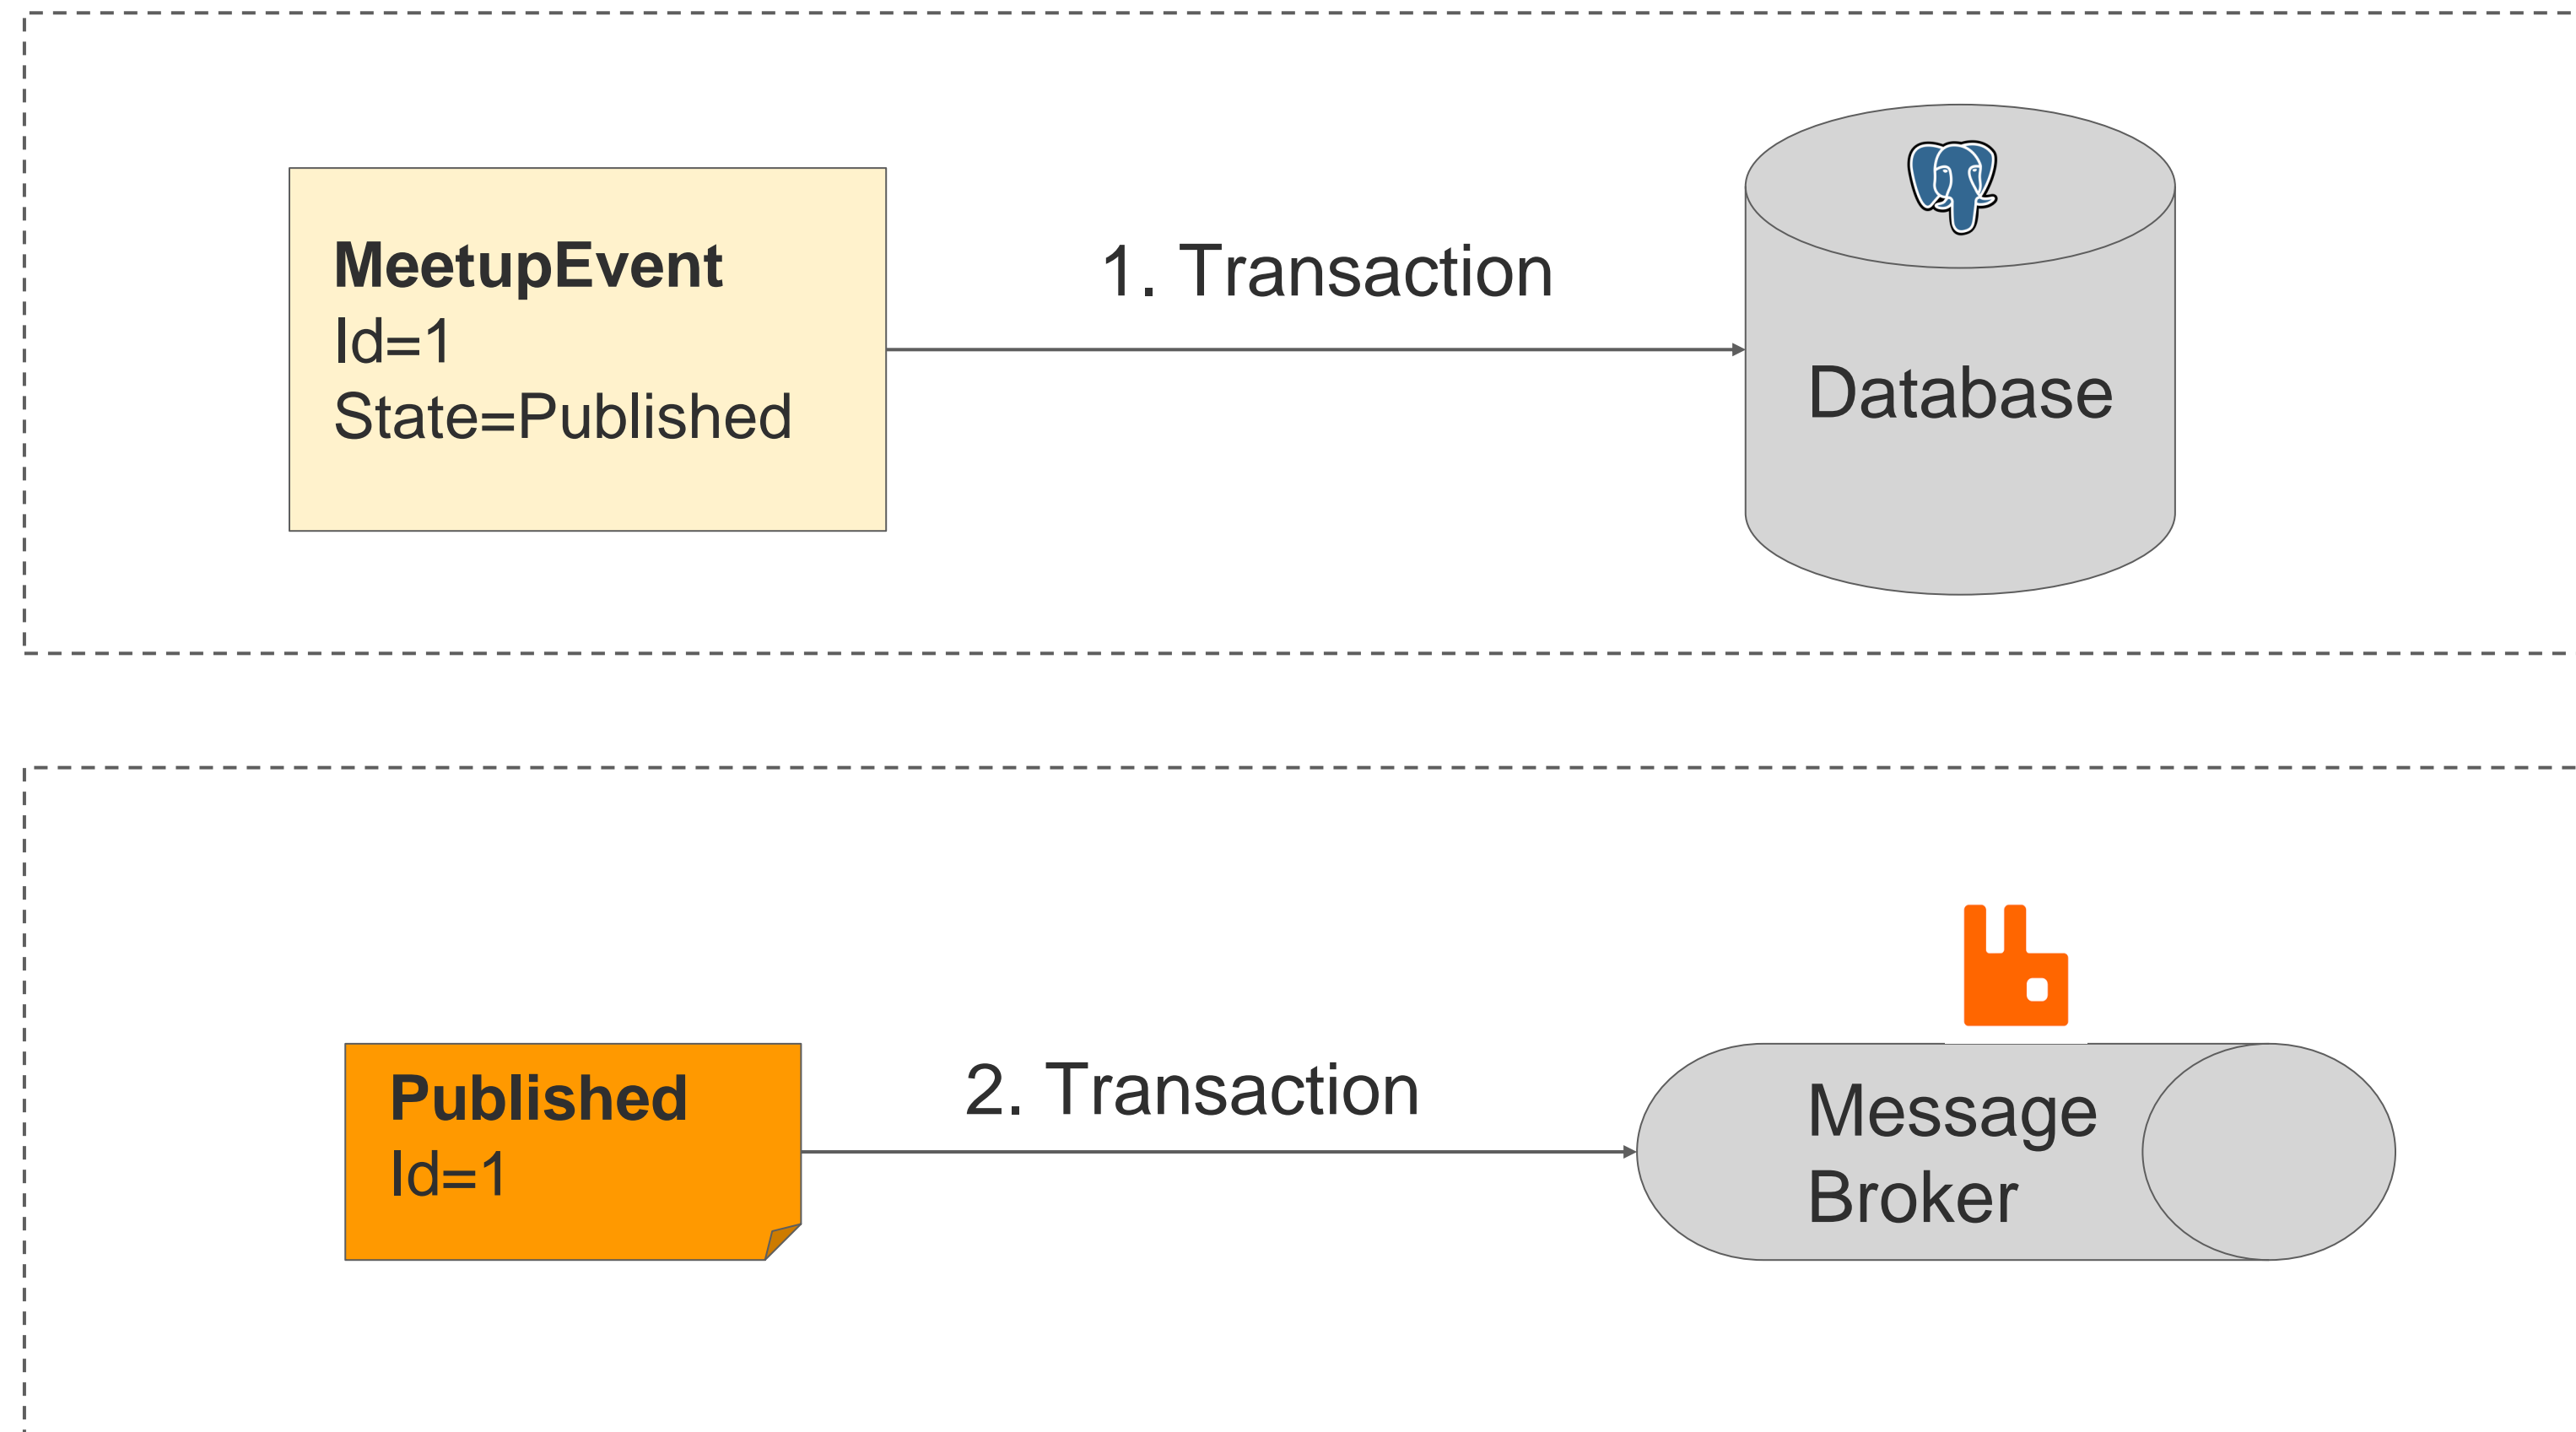 MeetupEvent
Id=1
State=Published
1. Transaction
Database
Published
Id=1
2. Transaction
Message
Broker